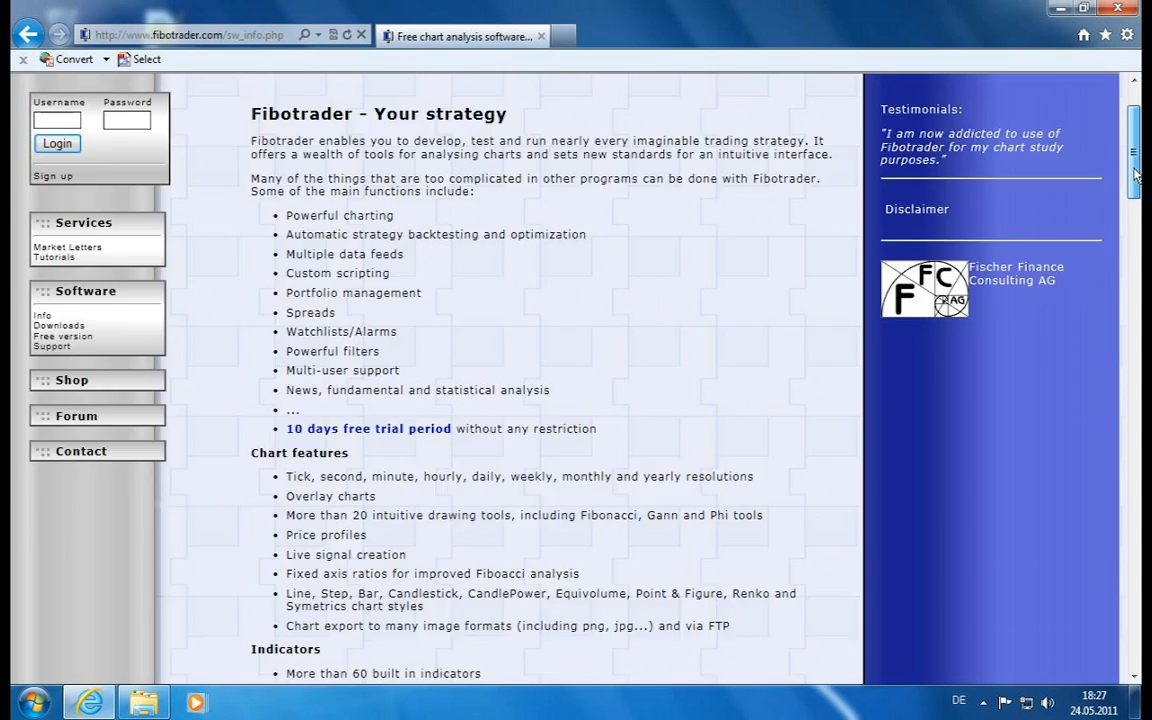 http://www.fibotrader.com/sw_info.php
Free chart analysis software...
Convert
Select
Username
Password
Login
Sign up
Services
Market Letters
Tutorials
Software
Info
Downloads
Free version
Support
Shop
Forum
Contact
Fibotrader - Your strategy
Fibotrader enables you to develop, test and run nearly every imaginable trading strategy. It
offers a wealth of tools for analysing charts and sets new standards for an intuitive interface.
Many of the things that are too complicated in other programs can be done with Fibotrader.
Some of the main functions include:
• Powerful charting
• Automatic strategy backtesting and optimization
• Multiple data feeds
• Custom scripting
• Portfolio management
• Spreads
• Watchlists/Alarms
• Powerful filters
• Multi-user support
• News, fundamental and statistical analysis
• ...
• 10 days free trial period without any restriction
Chart features
• Tick, second, minute, hourly, daily, weekly, monthly and yearly resolutions
• Overlay charts
• More than 20 intuitive drawing tools, including Fibonacci, Gann and Phi tools
• Price profiles
• Live signal creation
• Fixed axis ratios for improved Fiboacci analysis
• Line, Step, Bar, Candlestick, CandlePower, Equivolume, Point & Figure, Renko and
Symetrics chart styles
• Chart export to many image formats (including png, jpg...) and via FTP
Indicators
• More than 60 built in indicators
Testimonials:
"I am now addicted to use of
Fibotrader for my chart study
purposes."
Disclaimer
F FC AG
Fischer Finance
Consulting AG
DE
18:27
24.05.2011